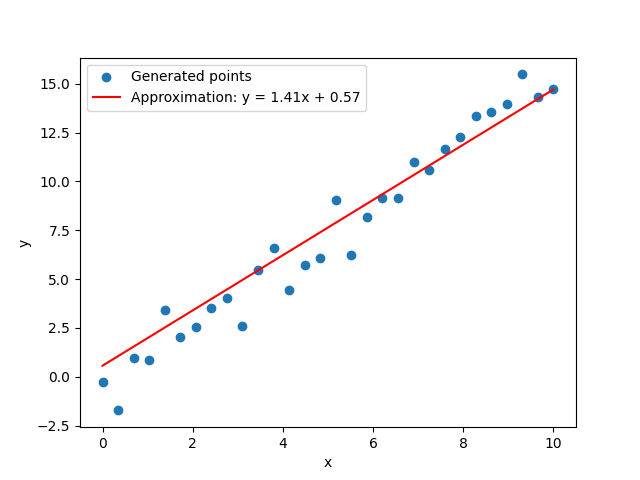 Generated points
Approximation: y = 1.41x + 0.57
15.0
12.5
10.0
7.5
5.0
2.5
0.0
−2.5
y
0 2 4 6 8 10
x